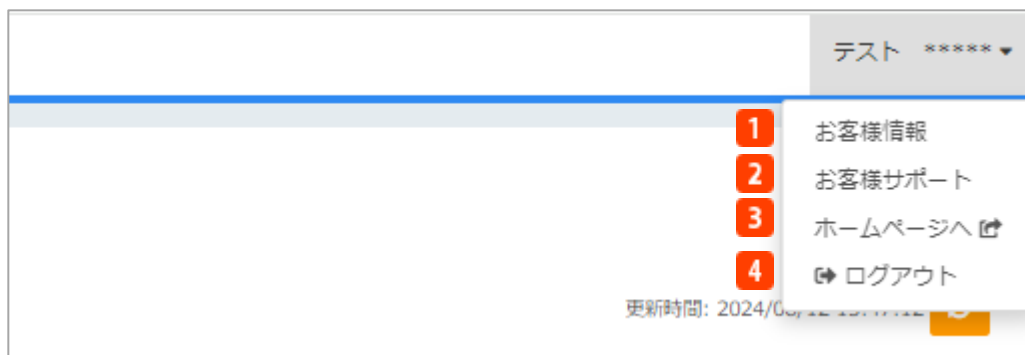 テスト ***** 
1 お客様情報
2 お客様サポート
3 ホームページへ
4 ログアウト
更新時間: 2024/0